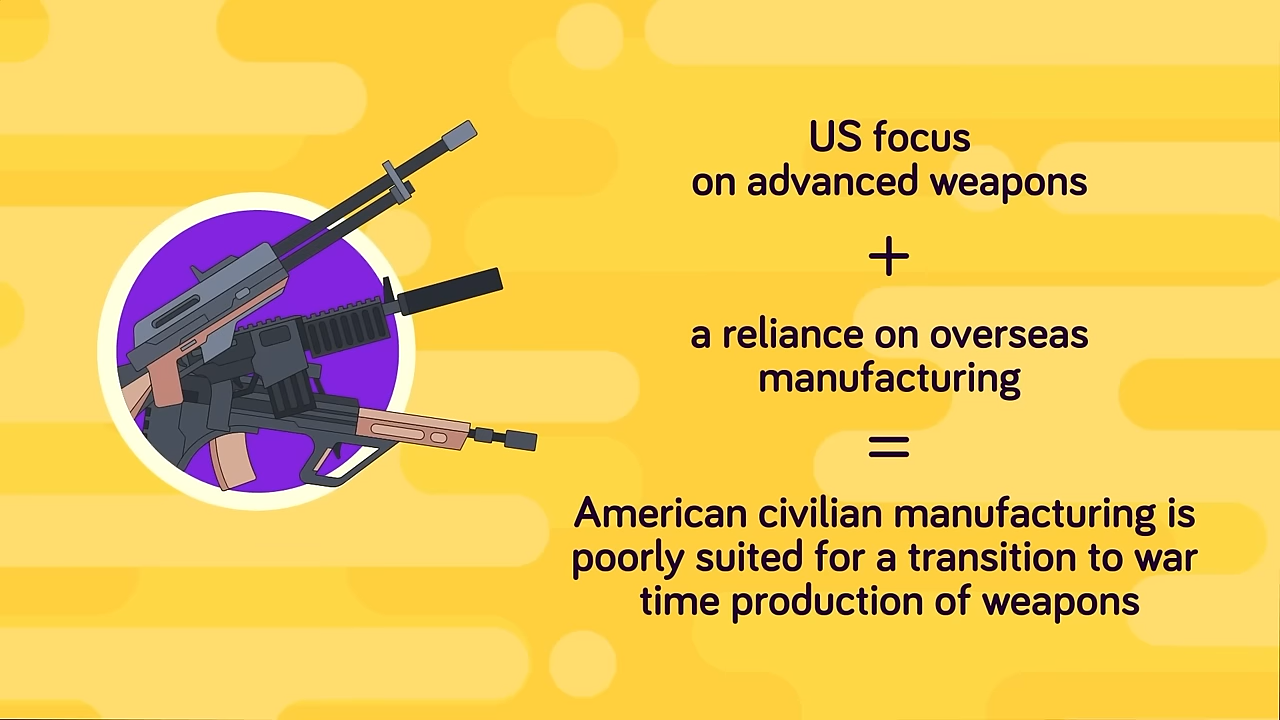 US focus
on advanced weapons
+
a reliance on overseas
manufacturing
=
American civilian manufacturing is
poorly suited for a transition to war
time production of weapons